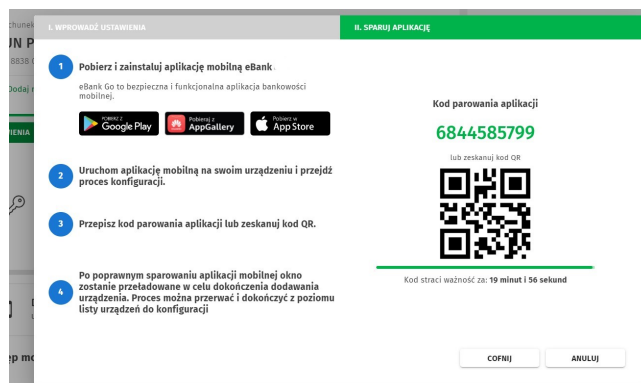 I. WPROWADŹ USTAWIENIA
II. SPARUJ APLIKACJĘ
1
Pobierz i zainstaluj aplikację mobilną eBank
eBank Go to bezpieczna i funkcjonalna aplikacja bankowości
mobilnej.
POBIERZ Z
Google Play
Pobieraj z
AppGallery
Pobierz w
App Store
2
Uruchom aplikację mobilną na swoim urządzeniu i przejdź
proces konfiguracji.
3
Przepisz kod parowania aplikacji lub zeskanuj kod QR.
4
Po poprawnym sparowaniu aplikacji mobilnej okno
zostanie przeładowane w celu dokończenia dodawania
urządzenia. Proces można przerwać i dokończyć z poziomu
listy urządzeń do konfiguracji
Kod parowania aplikacji
6844585799
lub zeskanuj kod QR
Kod straci ważność za: 19 minut i 56 sekund
COFNIJ
ANULUJ
8838
Dodaj